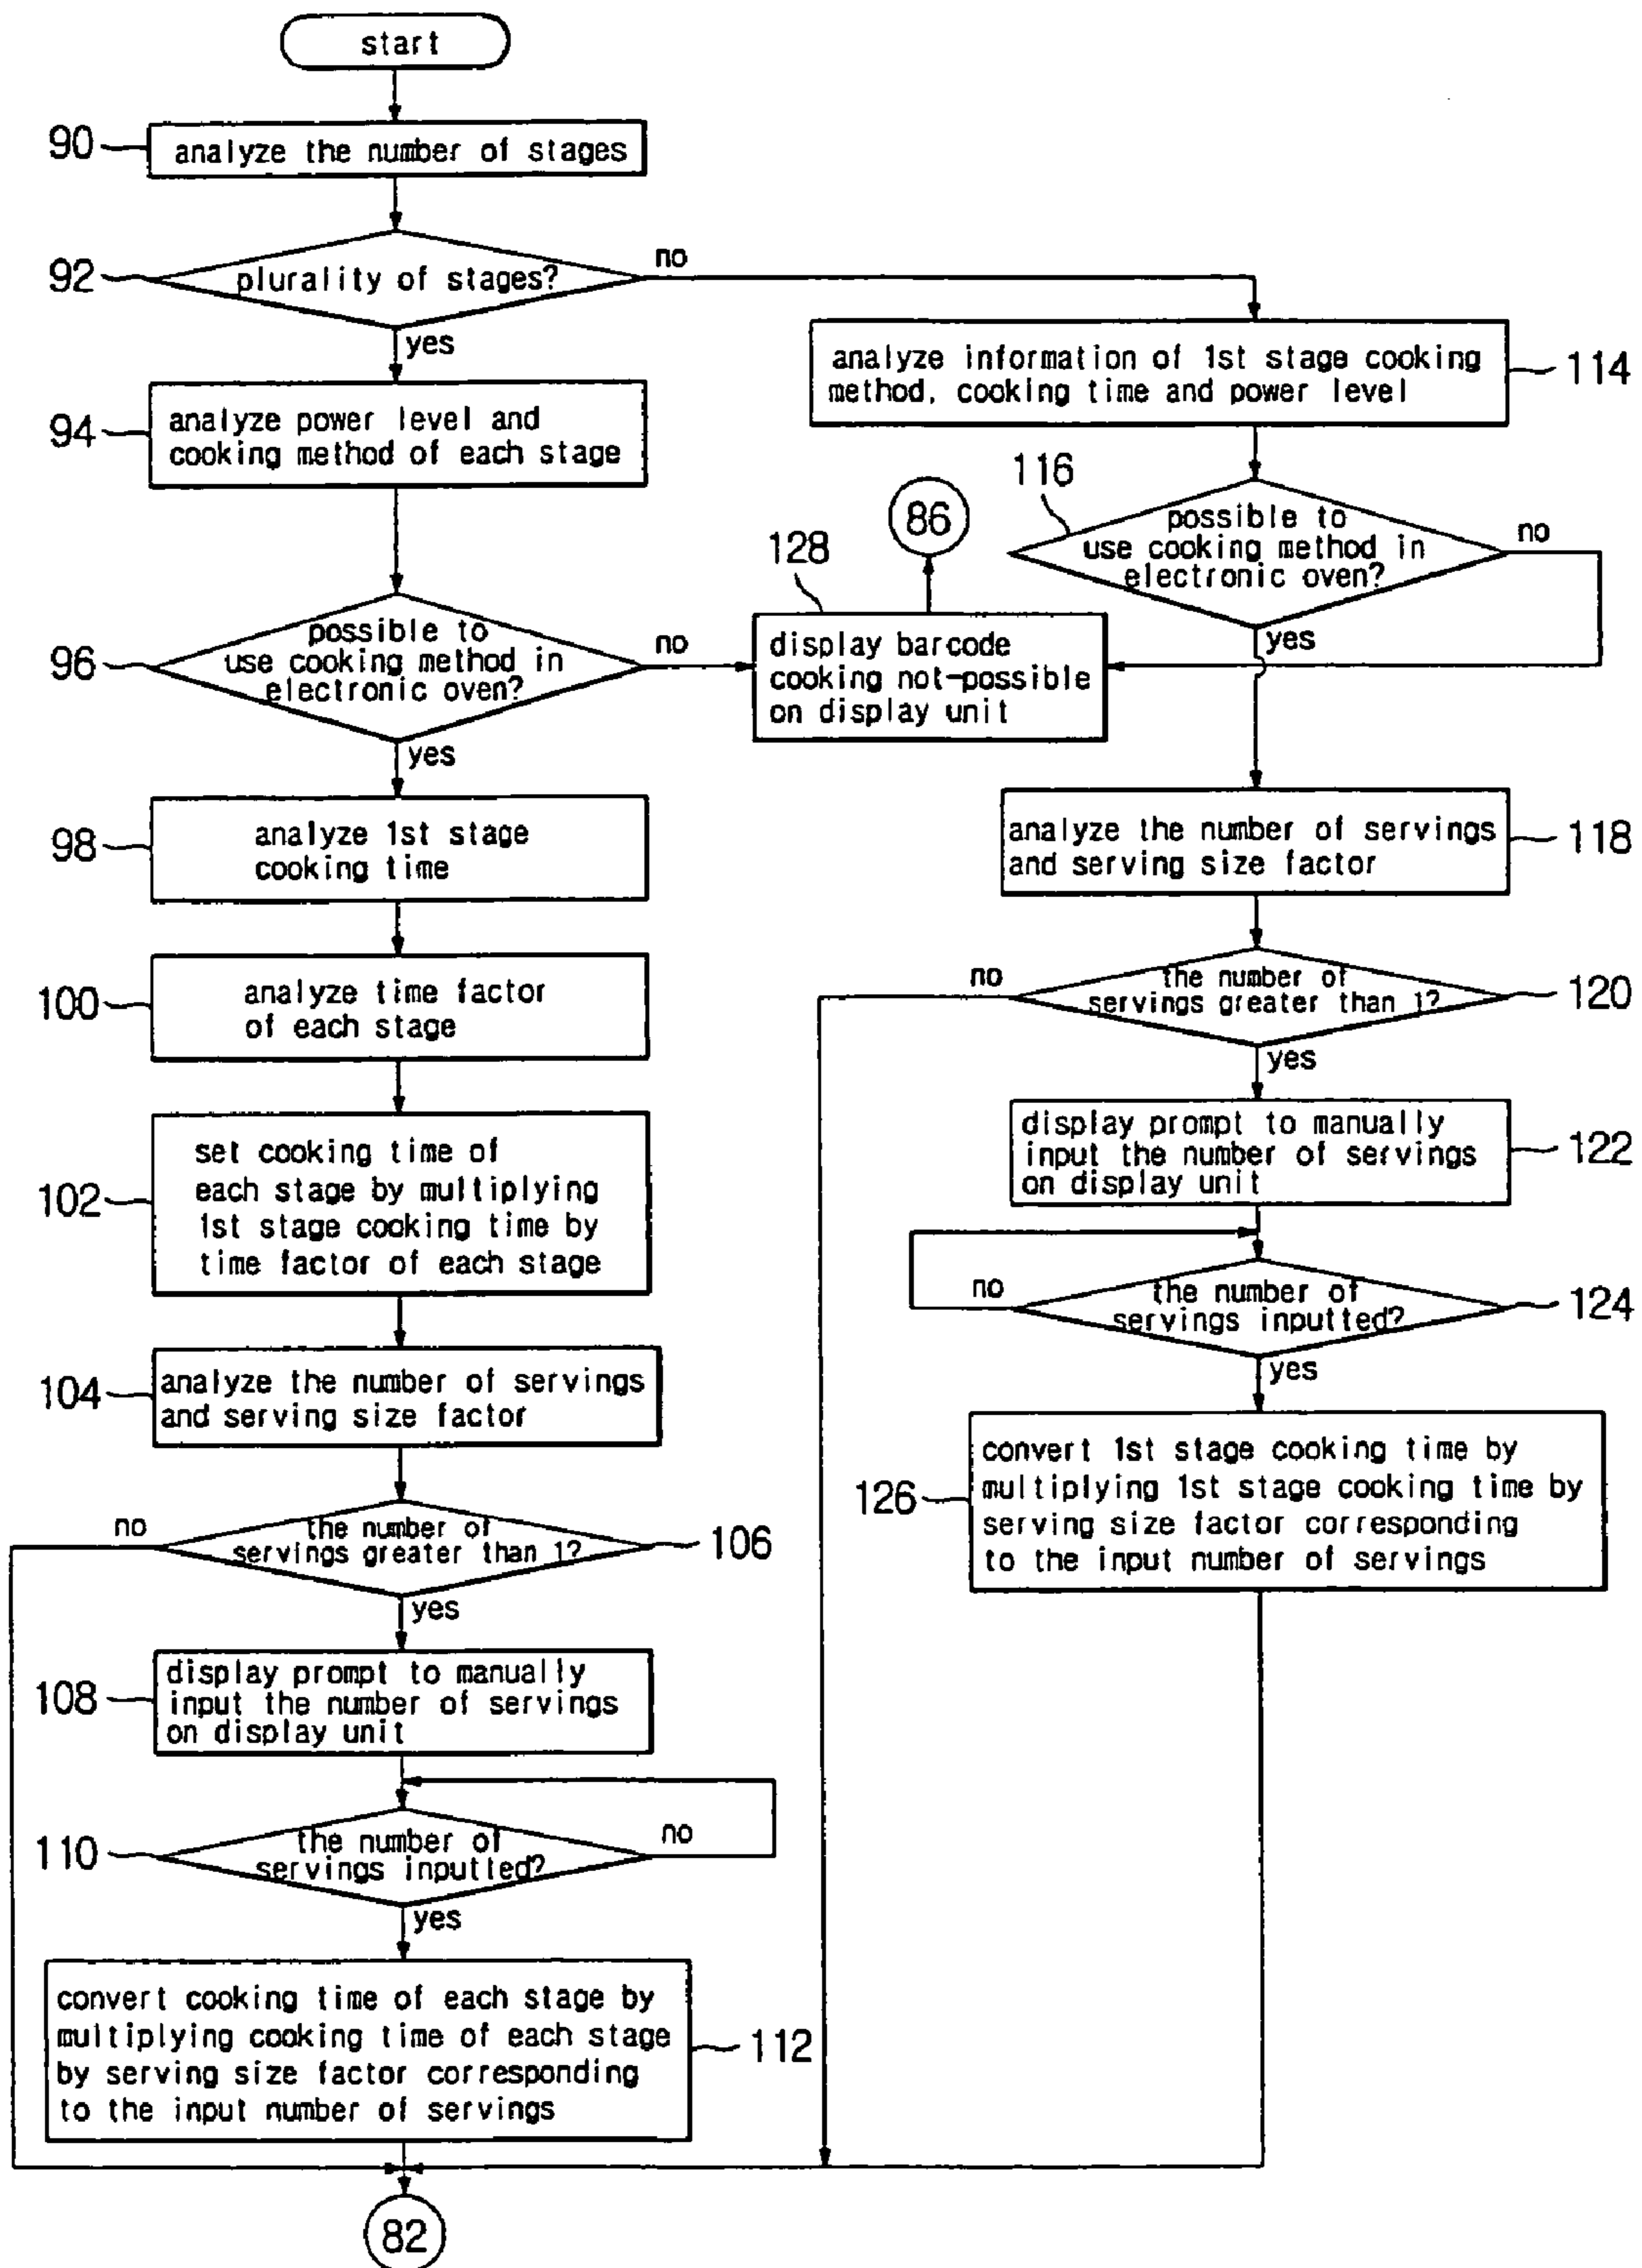 start
90
analyze the number of stages
92
plurality of stages?
no
yes
94
analyze power level and
cooking method of each stage
96
possible to
use cooking method in
electronic oven?
no
yes
98
analyze 1st stage
cooking time
100
analyze time factor
of each stage
102
set cooking time of
each stage by multiplying
1st stage cooking time by
time factor of each stage
104
analyze the number of servings
and serving size factor
no
the number of
servings greater than 1?
106
yes
108
display prompt to manually
input the number of servings
on display unit
110
the number of
servings inputted?
no
yes
convert cooking time of each stage by
multiplying cooking time of each stage
by serving size factor corresponding
to the input number of servings
112
82
analyze information of 1st stage cooking
method, cooking time and power level
114
116
possible to
use cooking method in
electronic oven?
no
yes
86
128
display barcode
cooking not-possible
on display unit
analyze the number of servings
and serving size factor
118
no
the number of
servings greater than 1?
120
yes
display prompt to manually
input the number of servings
on display unit
122
no
the number of
servings inputted?
124
yes
126
convert 1st stage cooking time by
multiplying 1st stage cooking time by
serving size factor corresponding
to the input number of servings